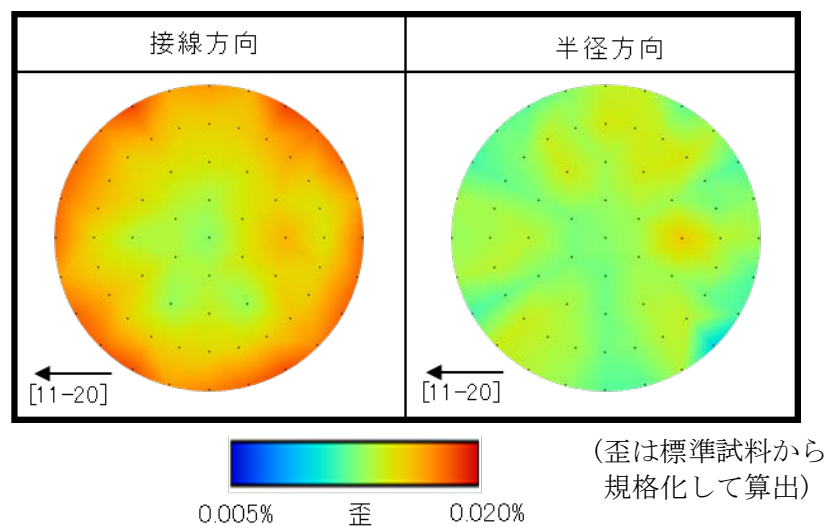 接線方向
半径方向
[11-20]
[11-20]
0.005%
歪
0.020%
(歪は標準試料から
規格化して算出)